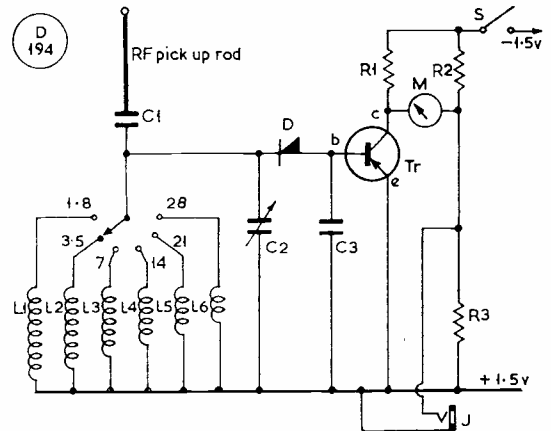 D
194
RF pick up rod
C1
S
-1.5v
R1
R2
M
c
D
b
Tr
e
1·8
28
3.5
21
7
14
C2
C3
L1
L2
L3
L4
L5
L6
R3
+1.5v
J